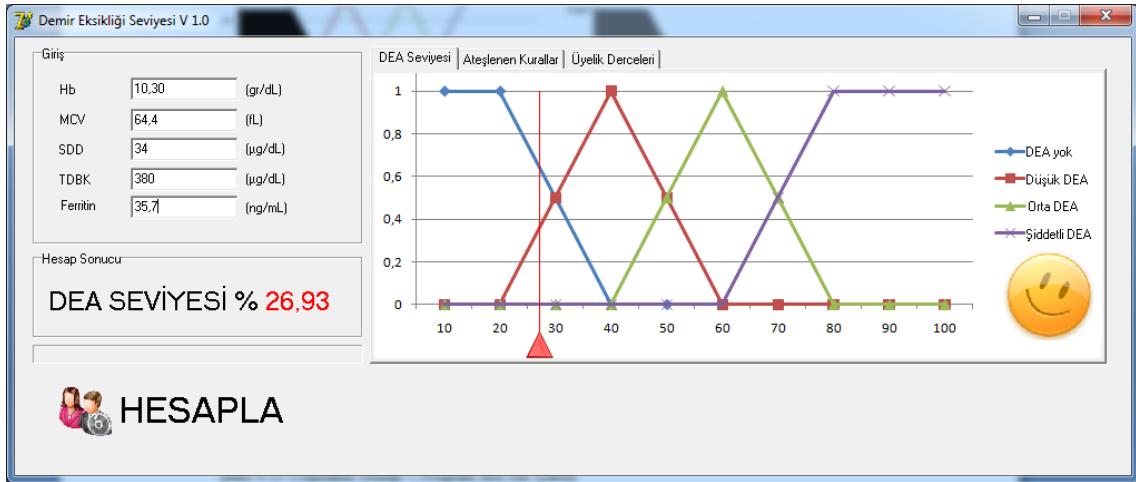 Demir Eksikliği Seviyesi V 1.0
Giriş
Hb 10,30 (gr/dL)
MCV 64,4 (fL)
SDD 34 (µg/dL)
TDBK 380 (µg/dL)
Ferritin 35,7 (ng/mL)
Hesap Sonucu
DEA SEVİYESİ % 26,93
HESAPLA
DEA Seviyesi Ateşlenen Kurallar Üyelik Derceleri
1
0,8
0,6
0,4
0,2
0
10 20 30 40 50 60 70 80 90 100
DEA yok
Düşük DEA
Orta DEA
Şiddetli DEA